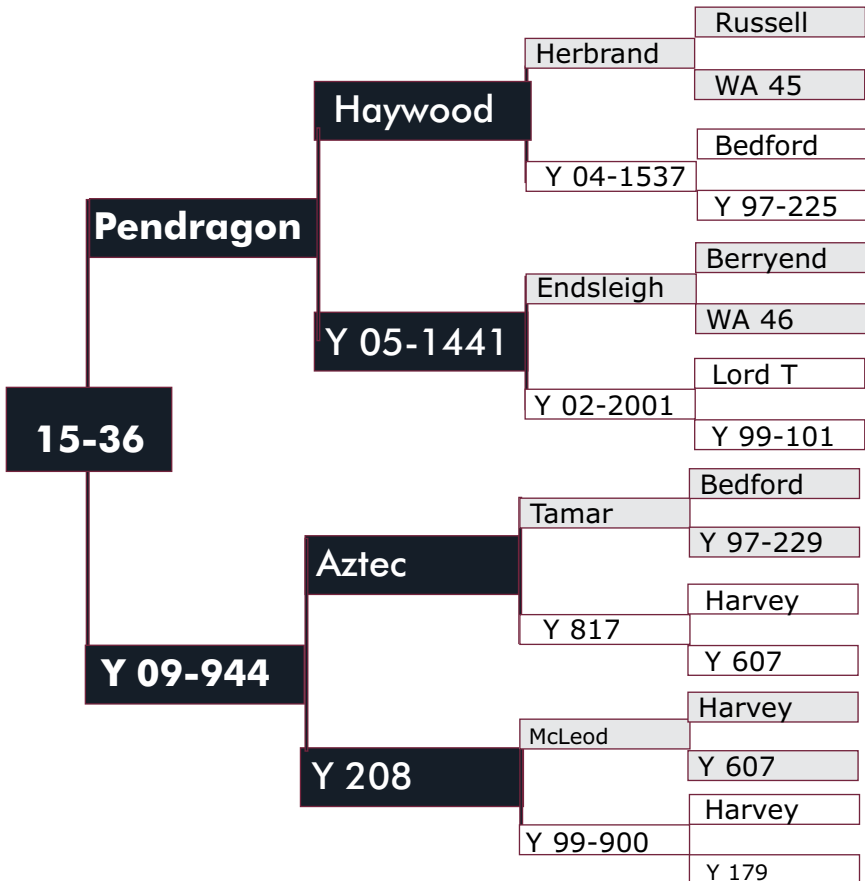 Russell
Herbrand
WA 45
Haywood
Bedford
Y 04-1537
Y 97-225
Pendragon
Berryend
Endsleigh
WA 46
Y 05-1441
Lord T
Y 02-2001
Y 99-101
15-36
Bedford
Tamar
Y 97-229
Aztec
Harvey
Y 817
Y 607
Y 09-944
Harvey
McLeod
Y 607
Y 208
Harvey
Y 99-900
Y 179